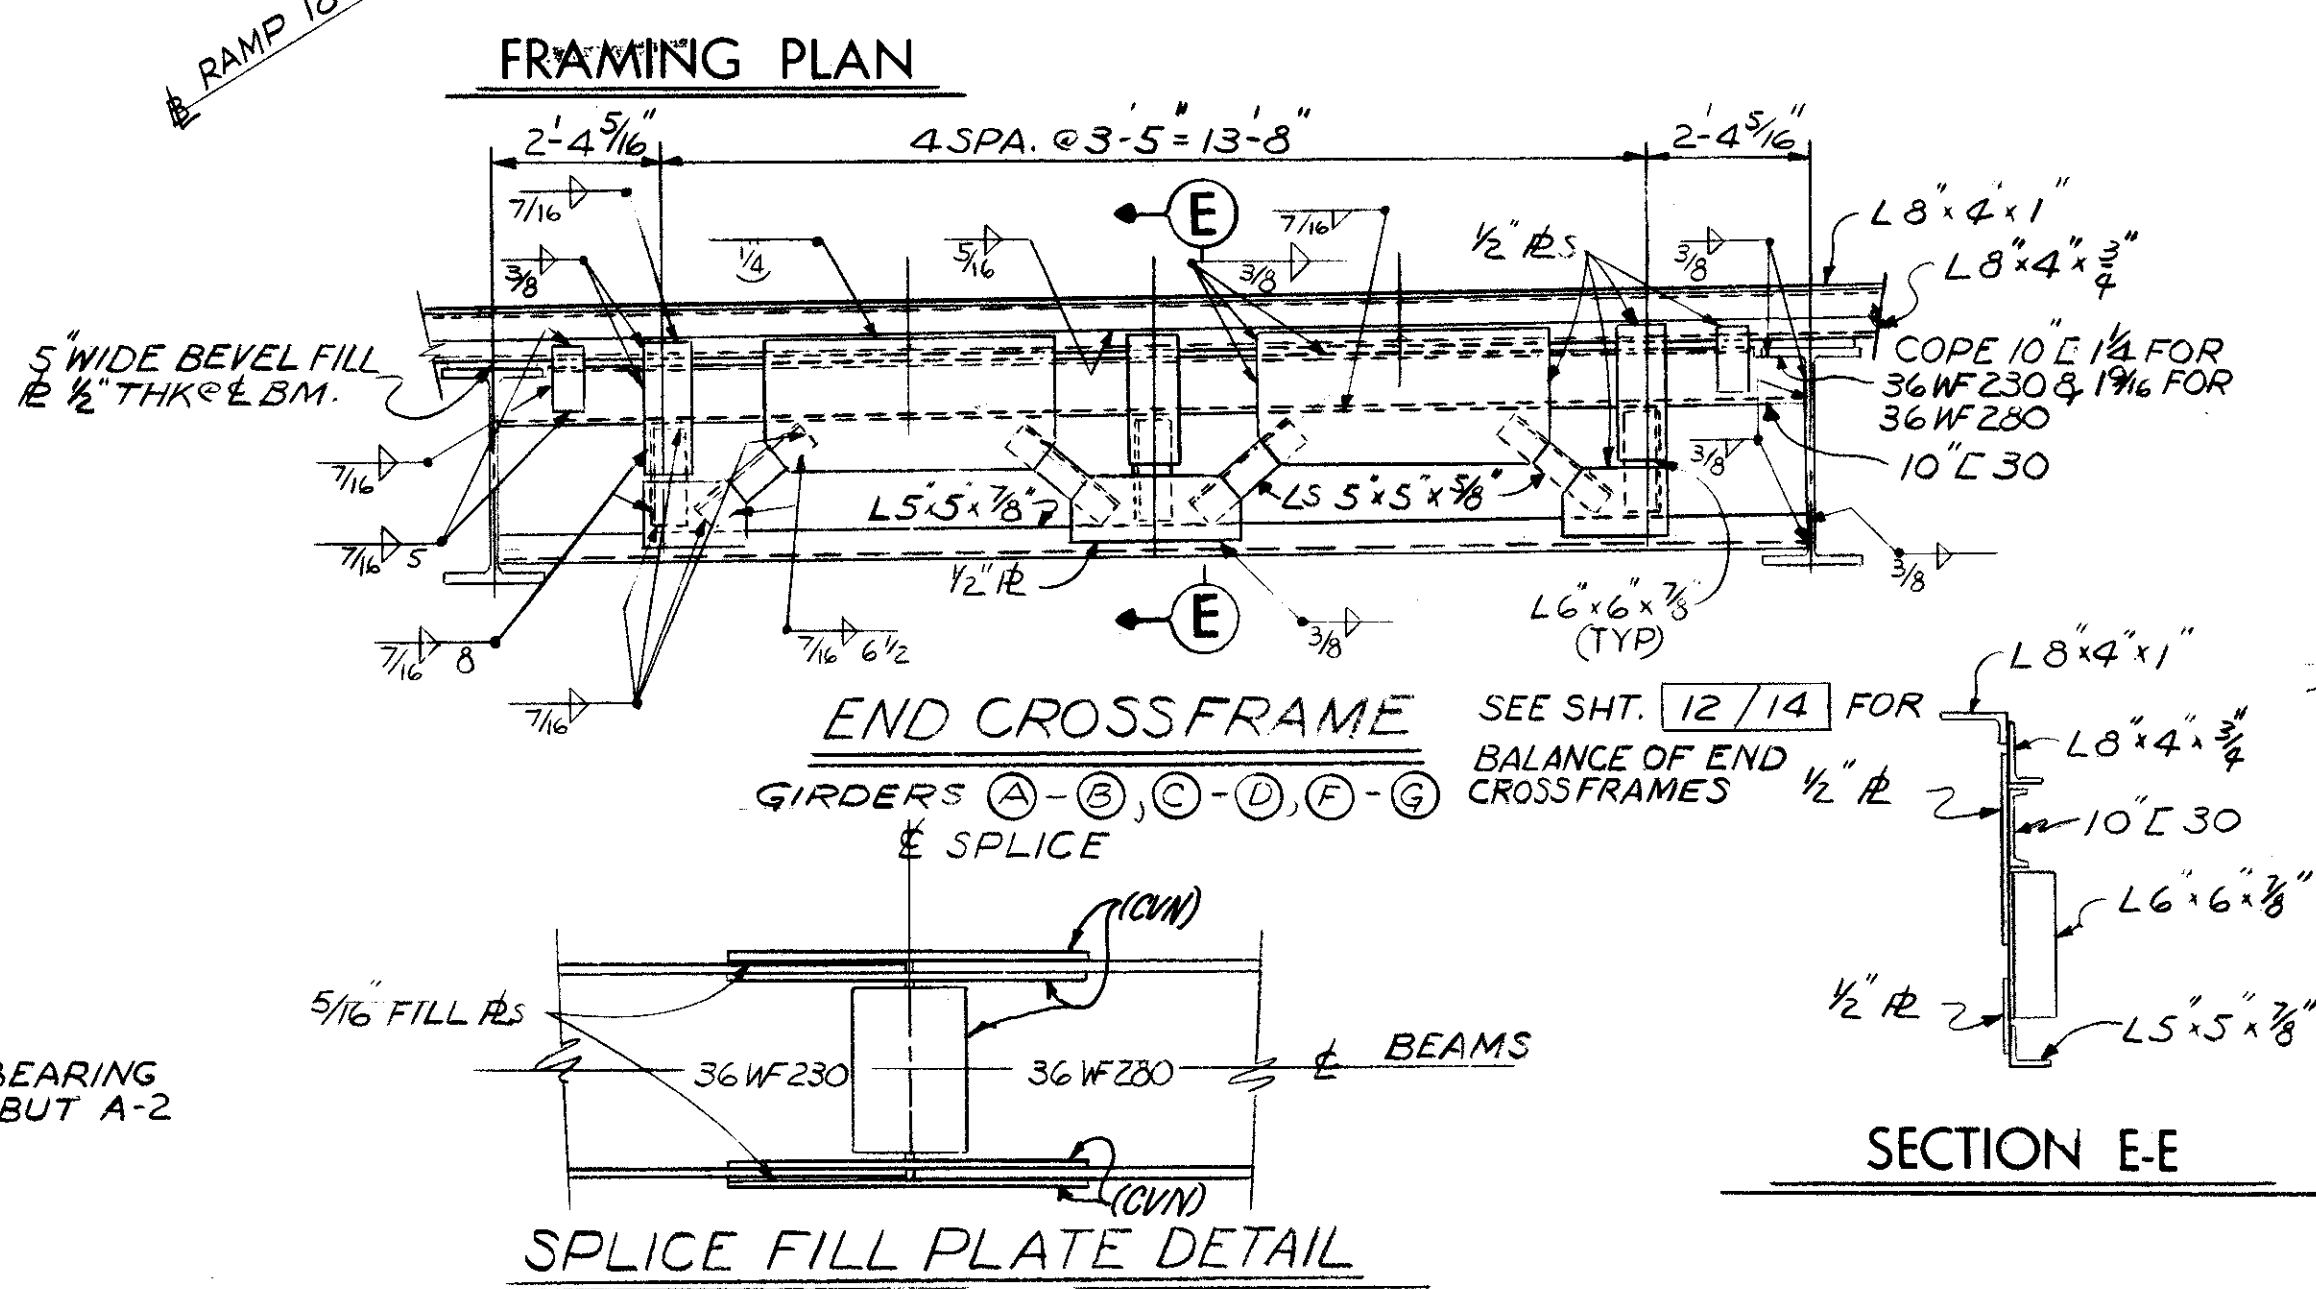 ℄ RAMP 18
FRAMING PLAN
2'-4 5/16"
4 SPA. @ 3'-5" = 13'-8"
2'-4 5/16"
7/16
E
7/16
L 8" x 4" x 1"
3/8
1/4"
5/16
3/8
1/2" ℙLS
3/8
L 8" x 4" x 3/4"
5" WIDE BEVEL FILL
ℙL 1/2" THK @ ℄ BM.
COPE 10" [ 1 1/4 FOR
36 WF 230 & 1 9/16 FOR
36 WF 280
7/16
3/8
10" [ 30
L 5" x 5" x 7/8"
LS 5" x 5" x 5/8"
7/16 5
1/2" ℙL
E
L 6" x 6" x 7/8"
(TYP)
3/8
7/16 8
7/16 6 1/2
3/8
7/16
END CROSSFRAME
GIRDERS A - B, C - D, F - G
SEE SHT. 12 / 14 FOR
BALANCE OF END
CROSSFRAMES
L 8" x 4" x 1"
L 8" x 4" x 3/4"
1/2" ℙL
10" [ 30
L 6" x 6" x 7/8"
1/2" ℙL
L 5" x 5" x 7/8"
SECTION E-E
℄ SPLICE
(CVN)
5/16" FILL ℙLS
36 WF 230
36 WF 280
℄ BEAMS
(CVN)
SPLICE FILL PLATE DETAIL
BEARING
BUT A-2